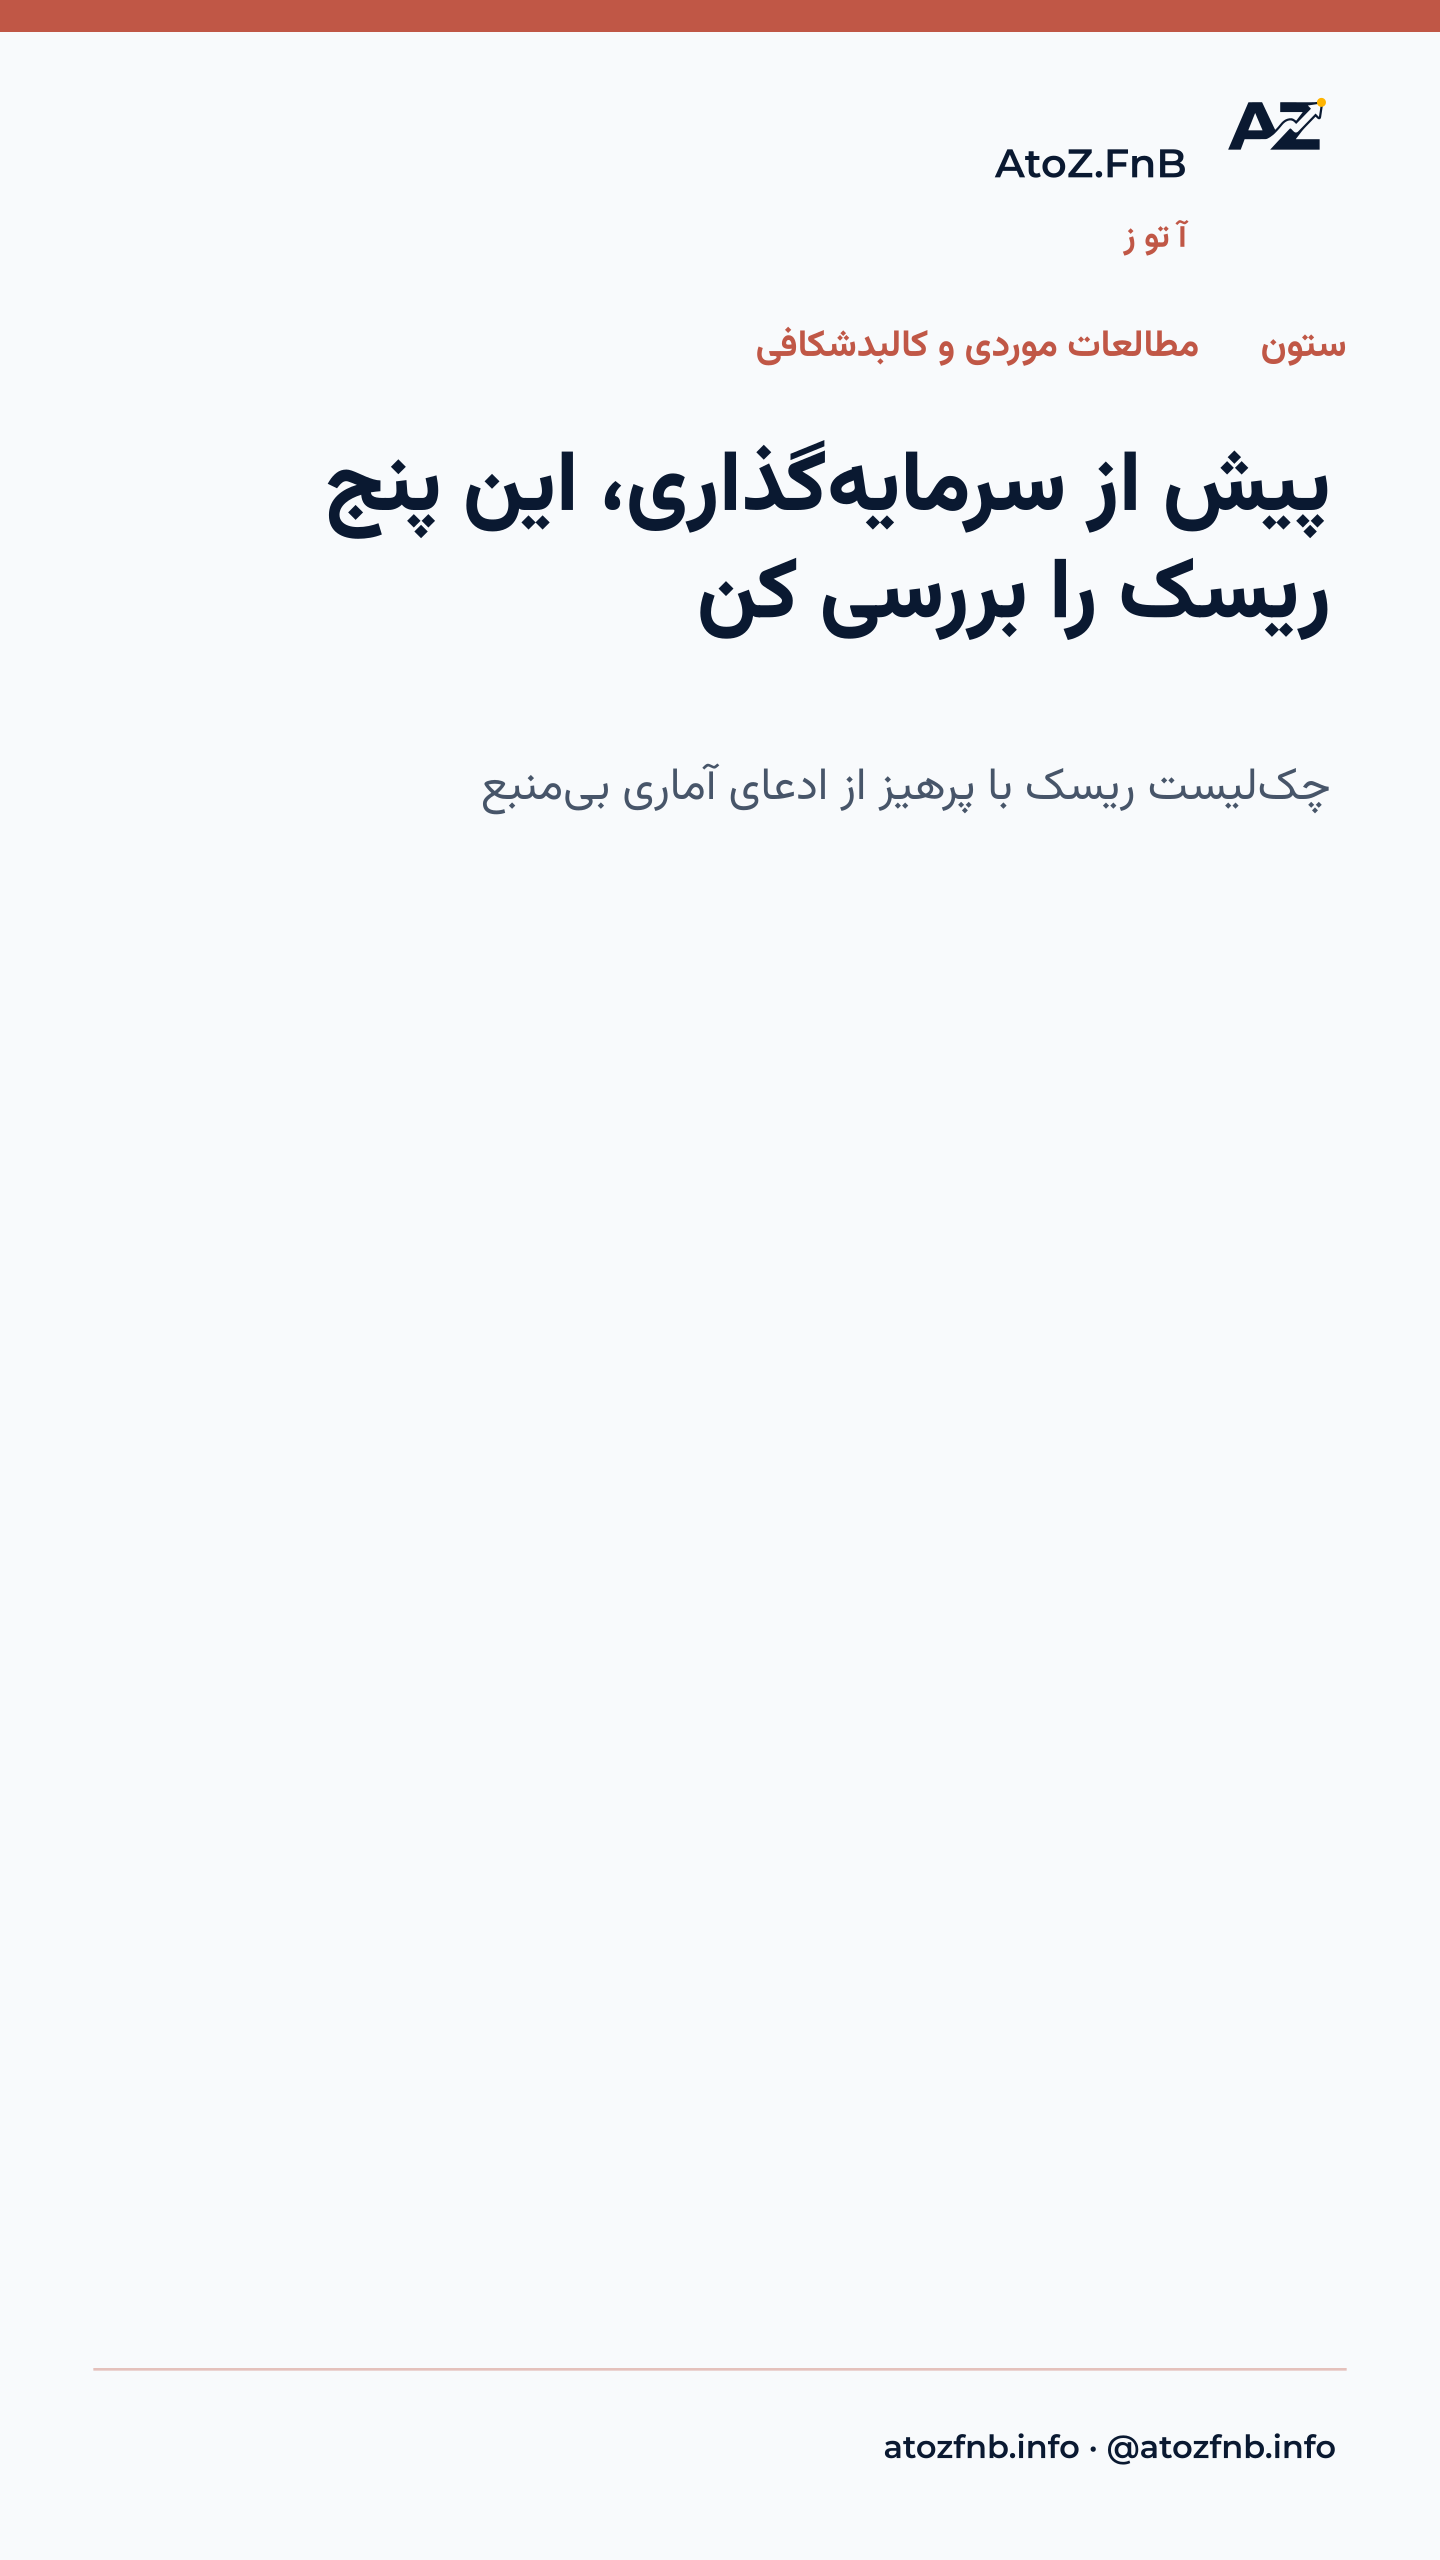 AZ
AtoZ.FnB
آ تو ز
ستون مطالعات موردی و کالبدشکافی
پیش از سرمایه‌گذاری، این پنج
ریسک را بررسی کن
چک‌لیست ریسک با پرهیز از ادعای آماری بی‌منبع
atozfnb.info · @atozfnb.info